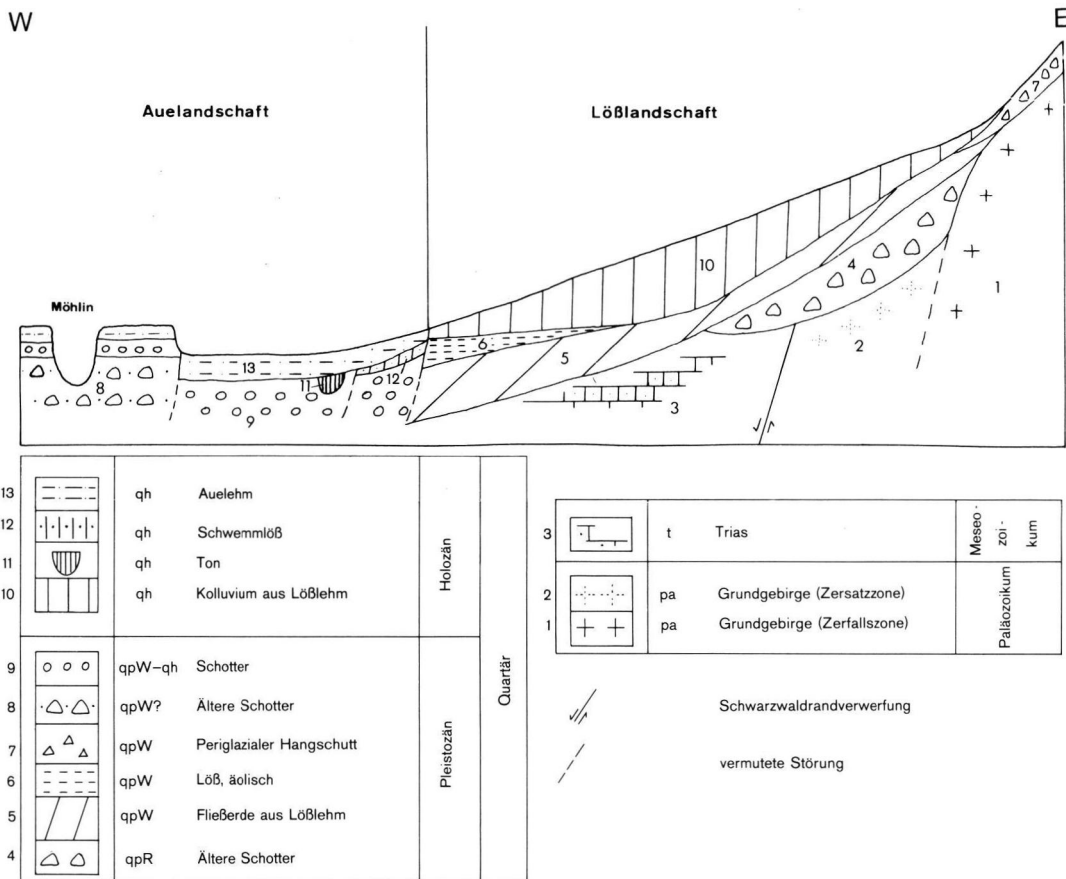 W
E
Auelandschaft
Lößlandschaft
Möhlin
8
13
11
12
9
6
5
10
3
4
2
7
1
13 qh Auelehm
12 qh Schwemmlöß
11 qh Ton
10 qh Kolluvium aus Lößlehm
Holozän
9 qpW–qh Schotter
8 qpW? Ältere Schotter
7 qpW Periglazialer Hangschutt
6 qpW Löß, äolisch
5 qpW Fließerde aus Lößlehm
4 qpR Ältere Schotter
Pleistozän
Quartär
3 t Trias
Meseo-
zoi-
kum
2 pa Grundgebirge (Zersatzzone)
1 pa Grundgebirge (Zerfallszone)
Paläozoikum
Schwarzwaldrandverwerfung
vermutete Störung